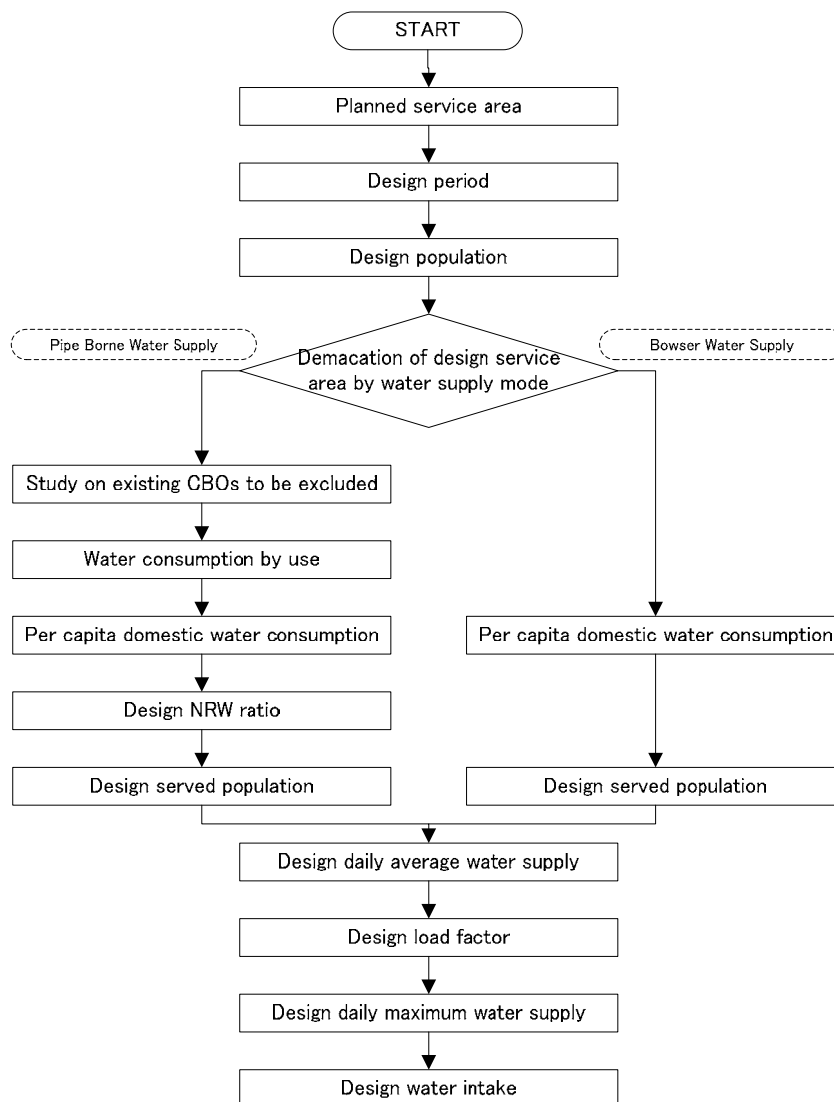 START
Planned service area
Design period
Design population
Pipe Borne Water Supply
Demacation of design service
area by water supply mode
Bowser Water Supply
Study on existing CBOs to be excluded
Water consumption by use
Per capita domestic water consumption
Per capita domestic water consumption
Design NRW ratio
Design served population
Design served population
Design daily average water supply
Design load factor
Design daily maximum water supply
Design water intake